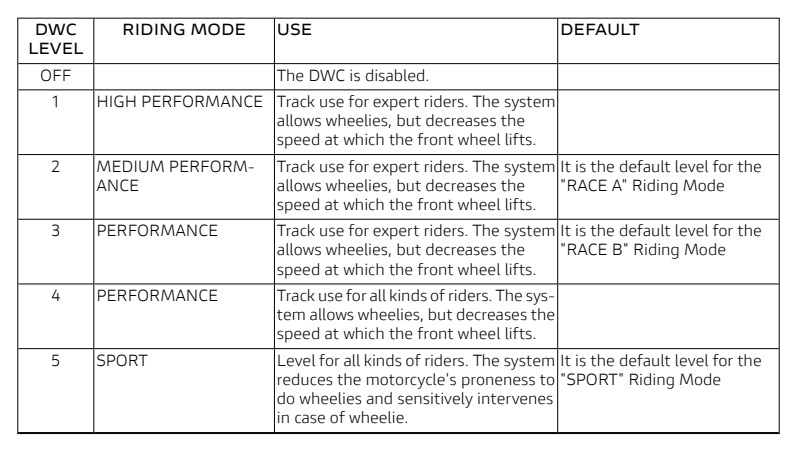 DWC LEVEL RIDING MODE USE DEFAULT
OFF The DWC is disabled.
1 HIGH PERFORMANCE Track use for expert riders. The system
allows wheelies, but decreases the
speed at which the front wheel lifts.
2 MEDIUM PERFORM- Track use for expert riders. The system It is the default level for the
ANCE allows wheelies, but decreases the "RACE A" Riding Mode
speed at which the front wheel lifts.
3 PERFORMANCE Track use for expert riders. The system It is the default level for the
allows wheelies, but decreases the "RACE B" Riding Mode
speed at which the front wheel lifts.
4 PERFORMANCE Track use for all kinds of riders. The sys-
tem allows wheelies, but decreases the
speed at which the front wheel lifts.
5 SPORT Level for all kinds of riders. The system It is the default level for the
reduces the motorcycle's proneness to "SPORT" Riding Mode
do wheelies and sensitively intervenes
in case of wheelie.